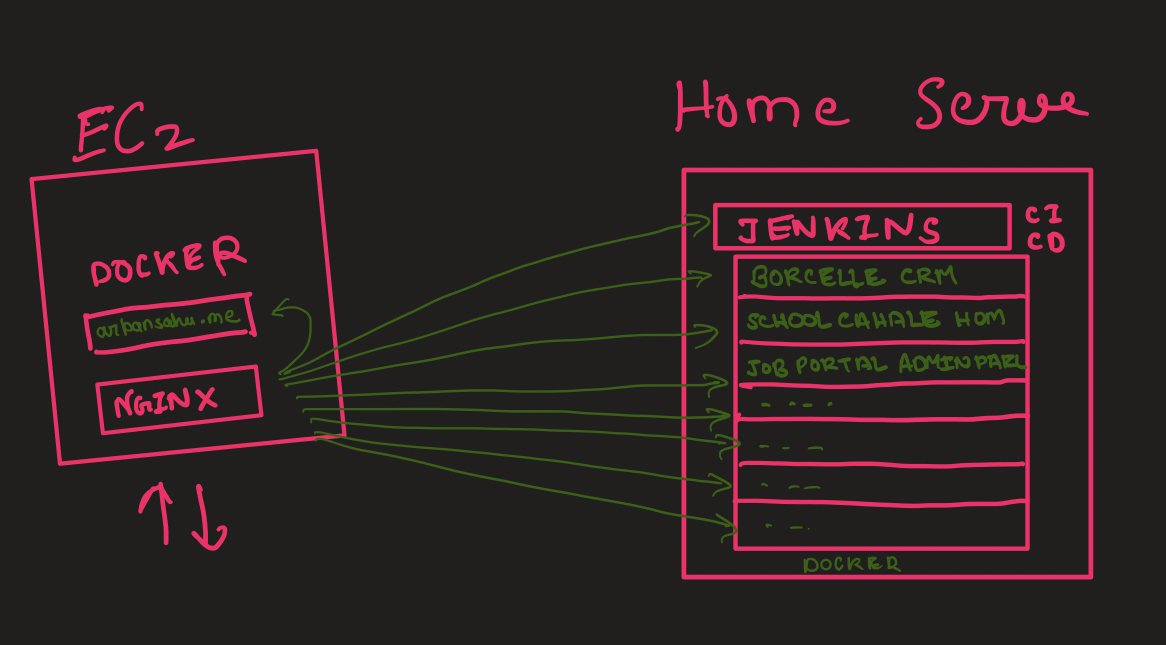 EC2
DOCKER
arpansahu.me
NGINX
Home Serve
JENKINS
CI
CD
BORCELLE CRM
SCHOOL CAHALE HOM
JOB PORTAL ADMIN PARL
DOCKER